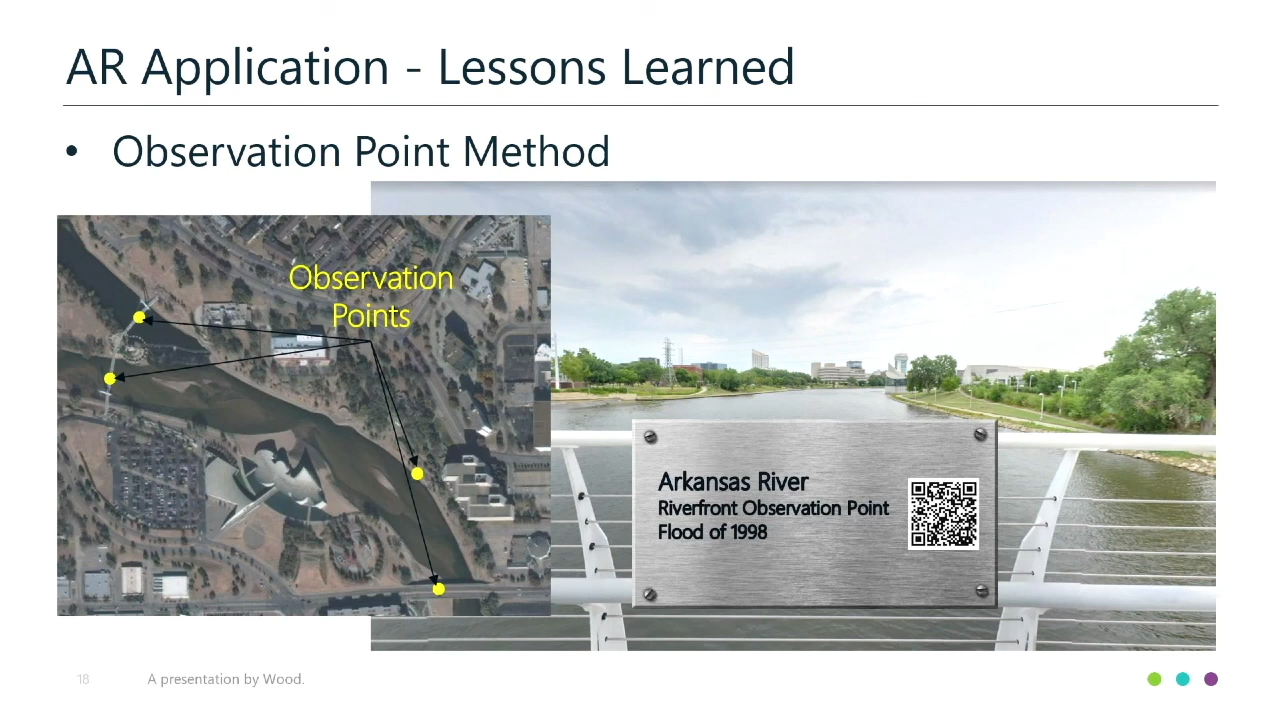 AR Application - Lessons Learned
• Observation Point Method
Observation
Points
Arkansas River
Riverfront Observation Point
Flood of 1998
18
A presentation by Wood.